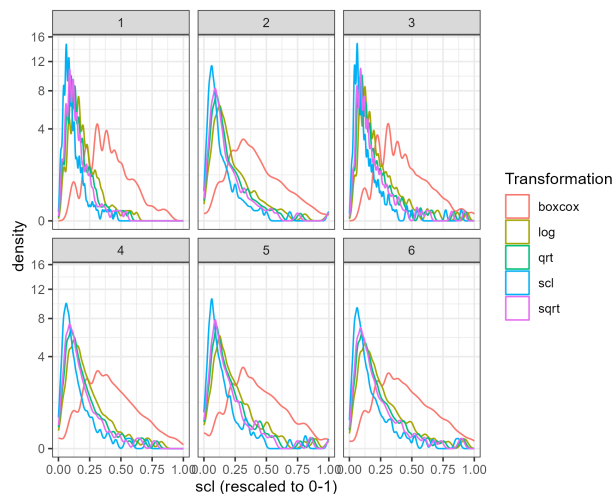 1 2 3
16
12
8
4
0
4 5 6
16
12
8
4
0
0.00 0.25 0.50 0.75 1.00 0.00 0.25 0.50 0.75 1.00 0.00 0.25 0.50 0.75 1.00
scl (rescaled to 0-1)
density
Transformation
boxcox
log
qrt
scl
sqrt